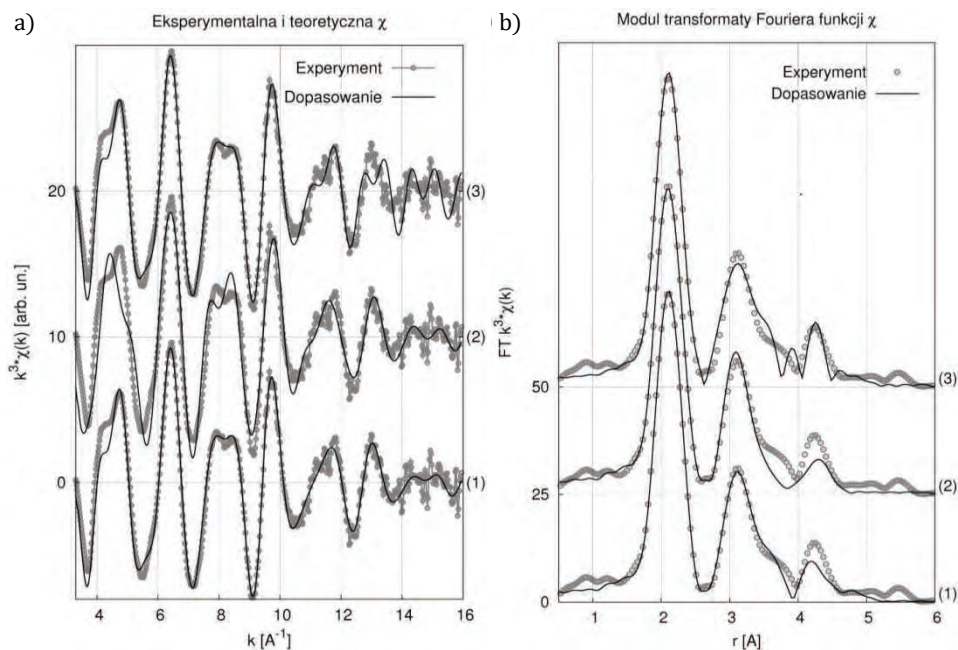 a)
Eksperymentalna i teoretyczna χ
Experyment
Dopasowanie
k³*χ(k) [arb. un.]
20
10
0
(3)
(2)
(1)
4
6
8
10
12
14
16
k [A⁻¹]
b)
Modul transformaty Fouriera funkcji χ
Experyment
Dopasowanie
FT k³*χ(k)
50
25
0
(3)
(2)
(1)
1
2
3
4
5
6
r [A]